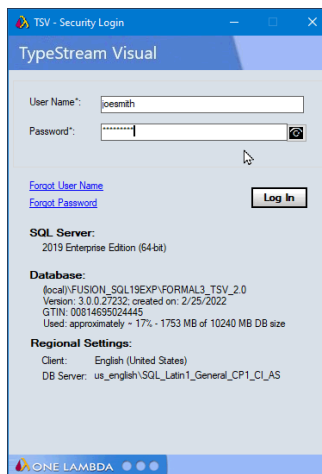 TSV - Security Login
TypeStream Visual
User Name*:
joesmith
Password*:
*********
Forgot User Name
Forgot Password
Log In
SQL Server:
2019 Enterprise Edition (64-bit)
Database:
(local)\FUSION_SQL19EXP\FORMAL3_TSV_2.0
Version: 3.0.0.27232; created on: 2/25/2022
GTIN: 00814695024445
Used: approximately ~ 17% - 1753 MB of 10240 MB DB size
Regional Settings:
Client: English (United States)
DB Server: us_english\SQL_Latin1_General_CP1_CI_AS
ONE LAMBDA